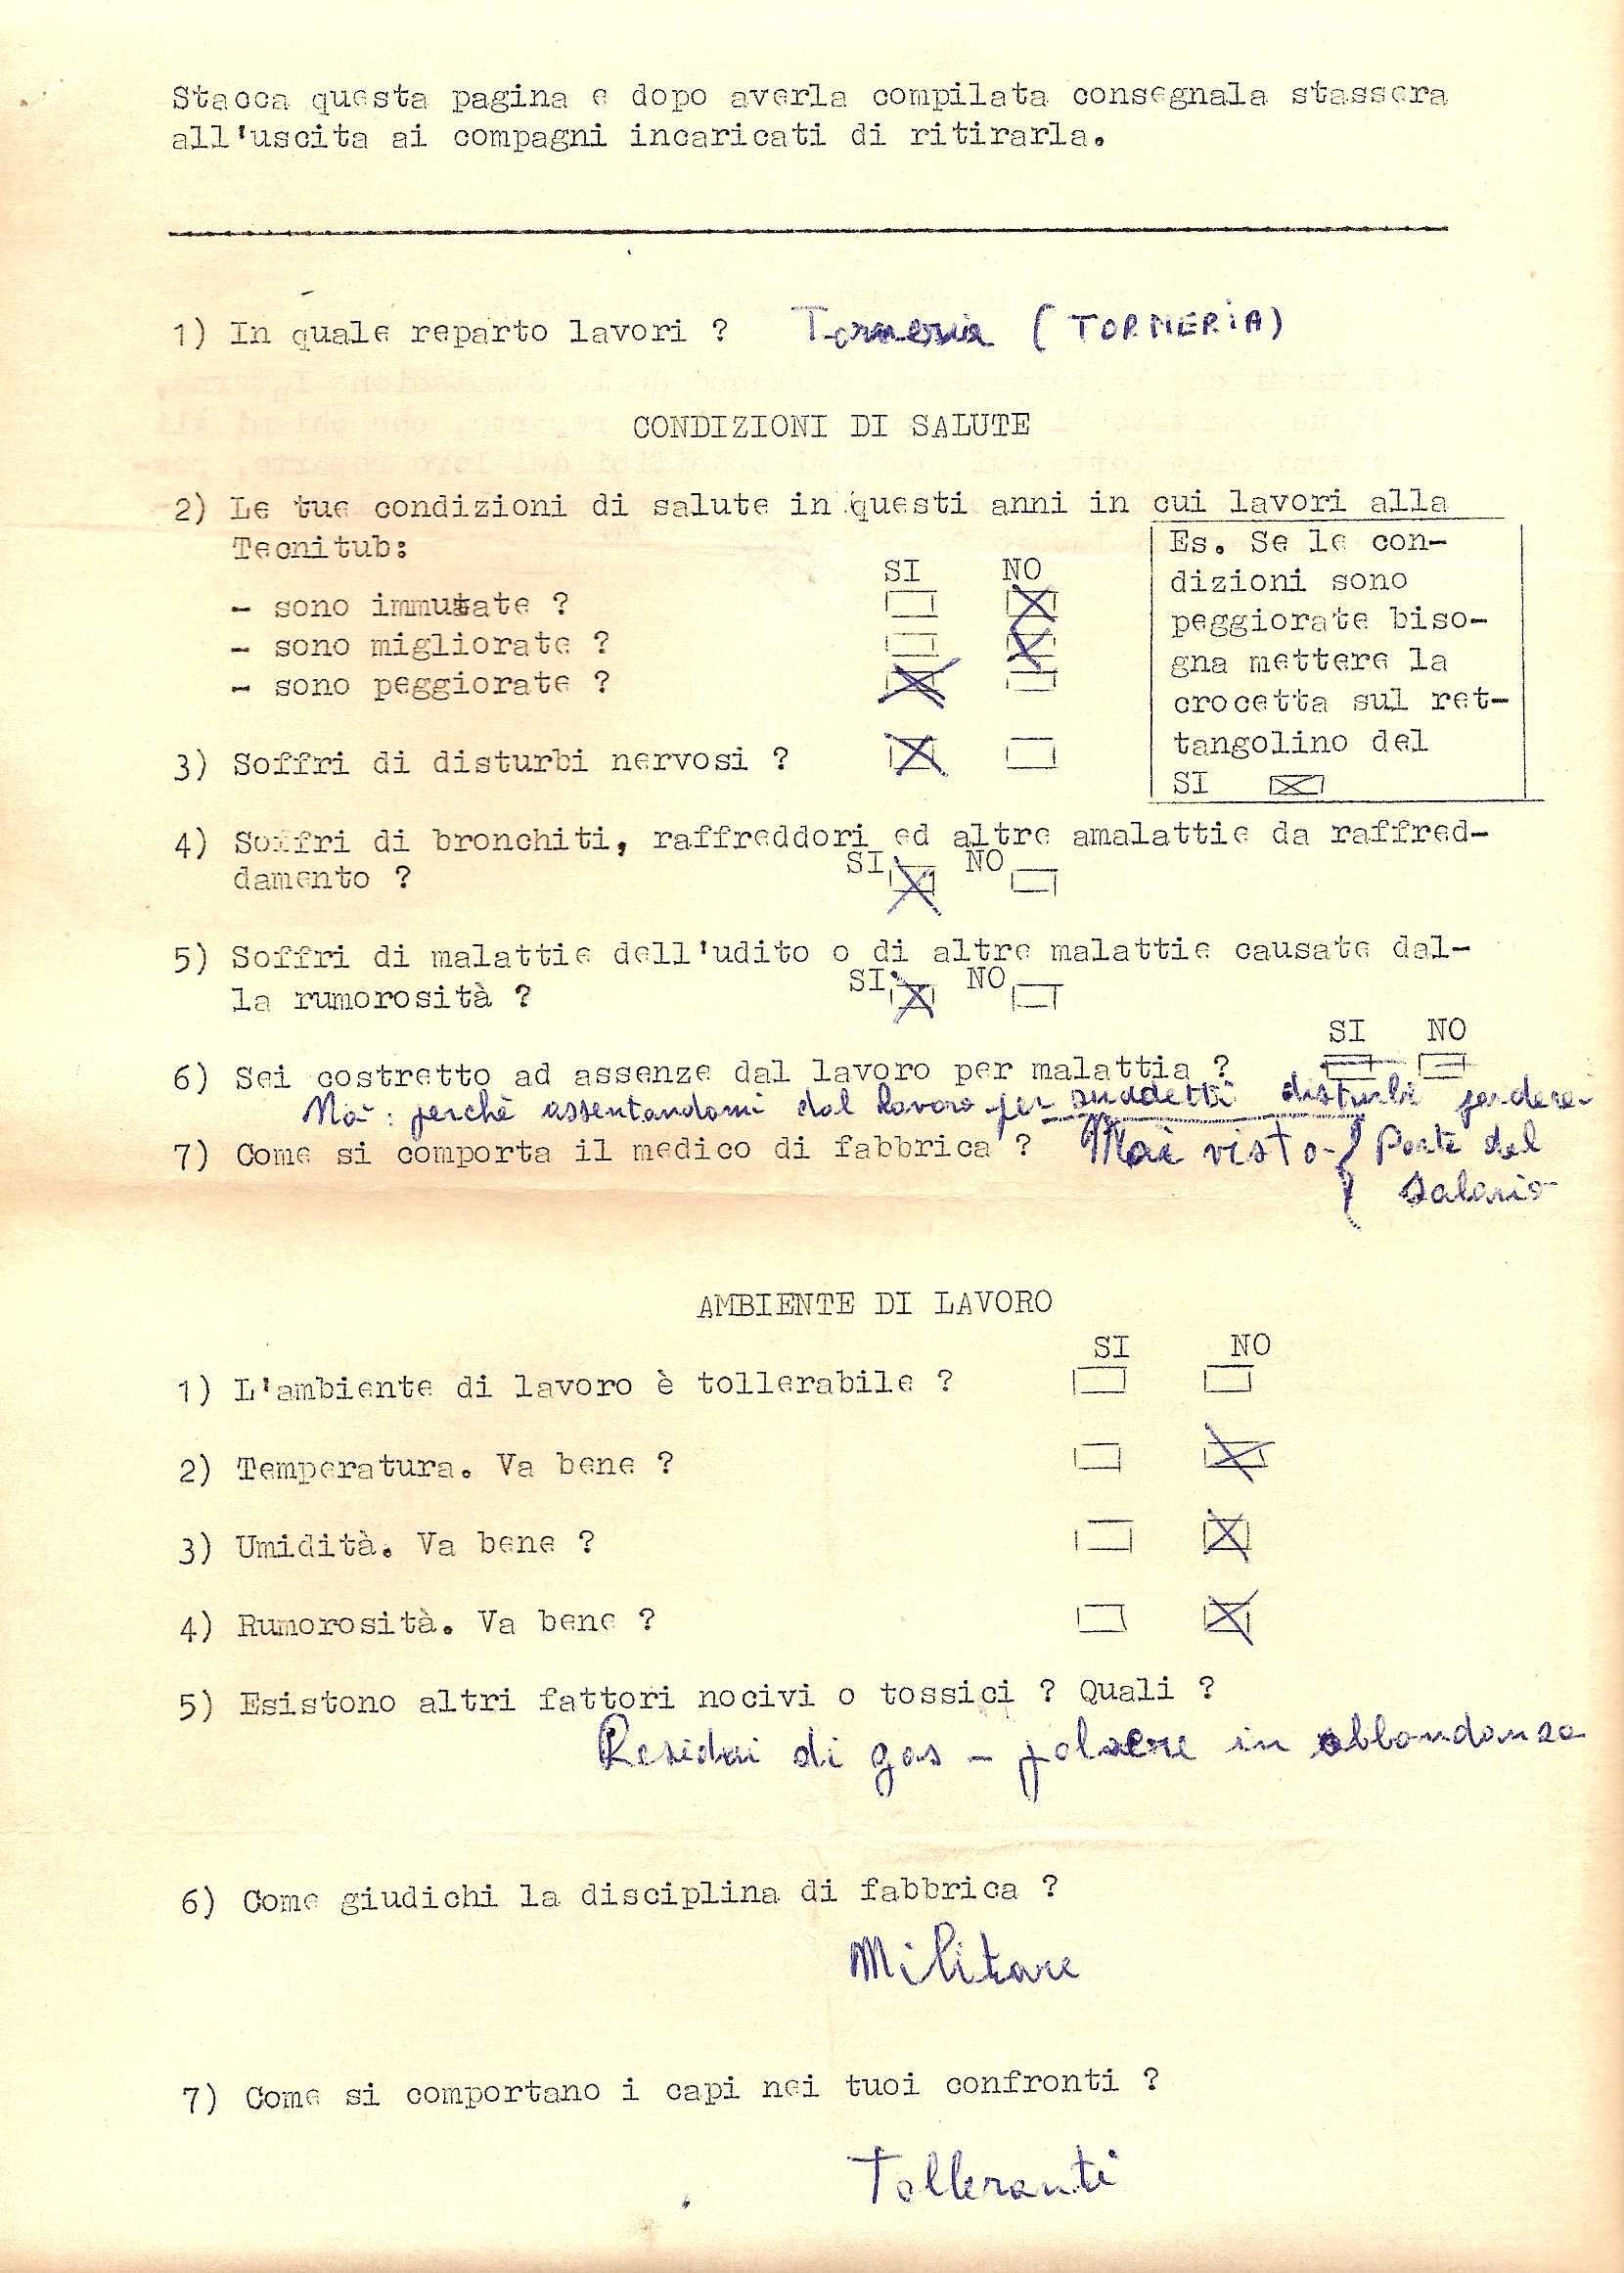 Stacca questa pagina e dopo averla compilata consegnala stassera
all'uscita ai compagni incaricati di ritirarla.
1) In quale reparto lavori ? Torneria (TORNERIA)
CONDIZIONI DI SALUTE
2) Le tue condizioni di salute in questi anni in cui lavori alla
Tecnitub:
SI NO
- sono immutate ?
- sono migliorate ?
- sono peggiorate ?
Es. Se le con-
dizioni sono
peggiorate biso-
gna mettere la
crocetta sul ret-
tangolino del
SI
3) Soffri di disturbi nervosi ?
4) Soffri di bronchiti, raffreddori ed altre amalattie da raffred-
damento ? SI NO
5) Soffri di malattie dell'udito o di altre malattie causate dal-
la rumorosità ? SI NO
SI NO
6) Sei costretto ad assenze dal lavoro per malattia ?
No: perchè assentandomi dal lavoro per suddetti disturbi perderei
7) Come si comporta il medico di fabbrica ? Mai visto- Parte del
Salario
AMBIENTE DI LAVORO
SI NO
1) L'ambiente di lavoro è tollerabile ?
2) Temperatura. Va bene ?
3) Umidità. Va bene ?
4) Rumorosità. Va bene ?
5) Esistono altri fattori nocivi o tossici ? Quali ?
Residui di gas - polvere in abbondanza
6) Come giudichi la disciplina di fabbrica ?
Militare
7) Come si comportano i capi nei tuoi confronti ?
Tolleranti